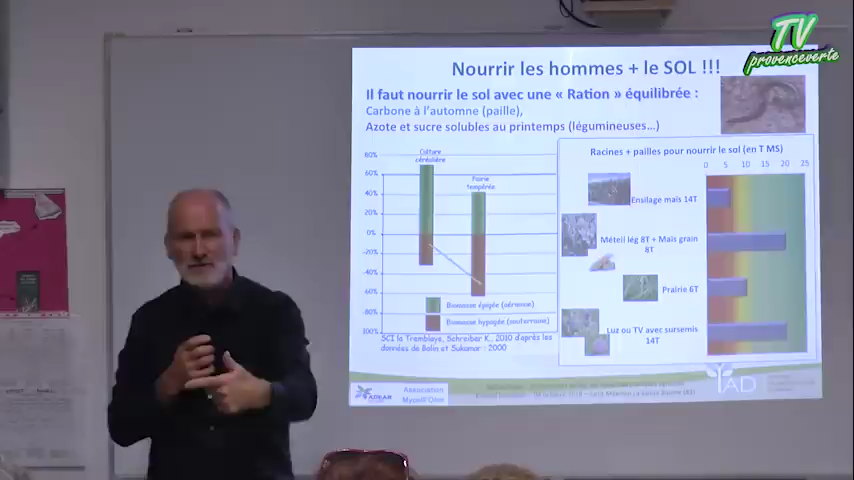 TV
provenceverte
Nourrir les hommes + le SOL !!!
Il faut nourrir le sol avec une « Ration » équilibrée :
Carbone à l'automne (paille),
Azote et sucre solubles au printemps (légumineuses...)
Culture
céréalière
Prairie
tempérée
80%
60%
40%
20%
0%
-20%
-40%
60%
80%
100%
Biomasse épigée (aérienne)
Biomasse hypogée (souterraine)
SCI la Tremblaye, Schreiber K., 2010 d'après les
données de Bolin et Sukumar : 2000
Racines + pailles pour nourrir le sol (en T MS)
0 5 10 15 20 25
Ensilage mais 14T
Méteil lég 8T + Maïs grain
8T
Prairie 6T
Luz ou TV avec sursemis
14T
Association